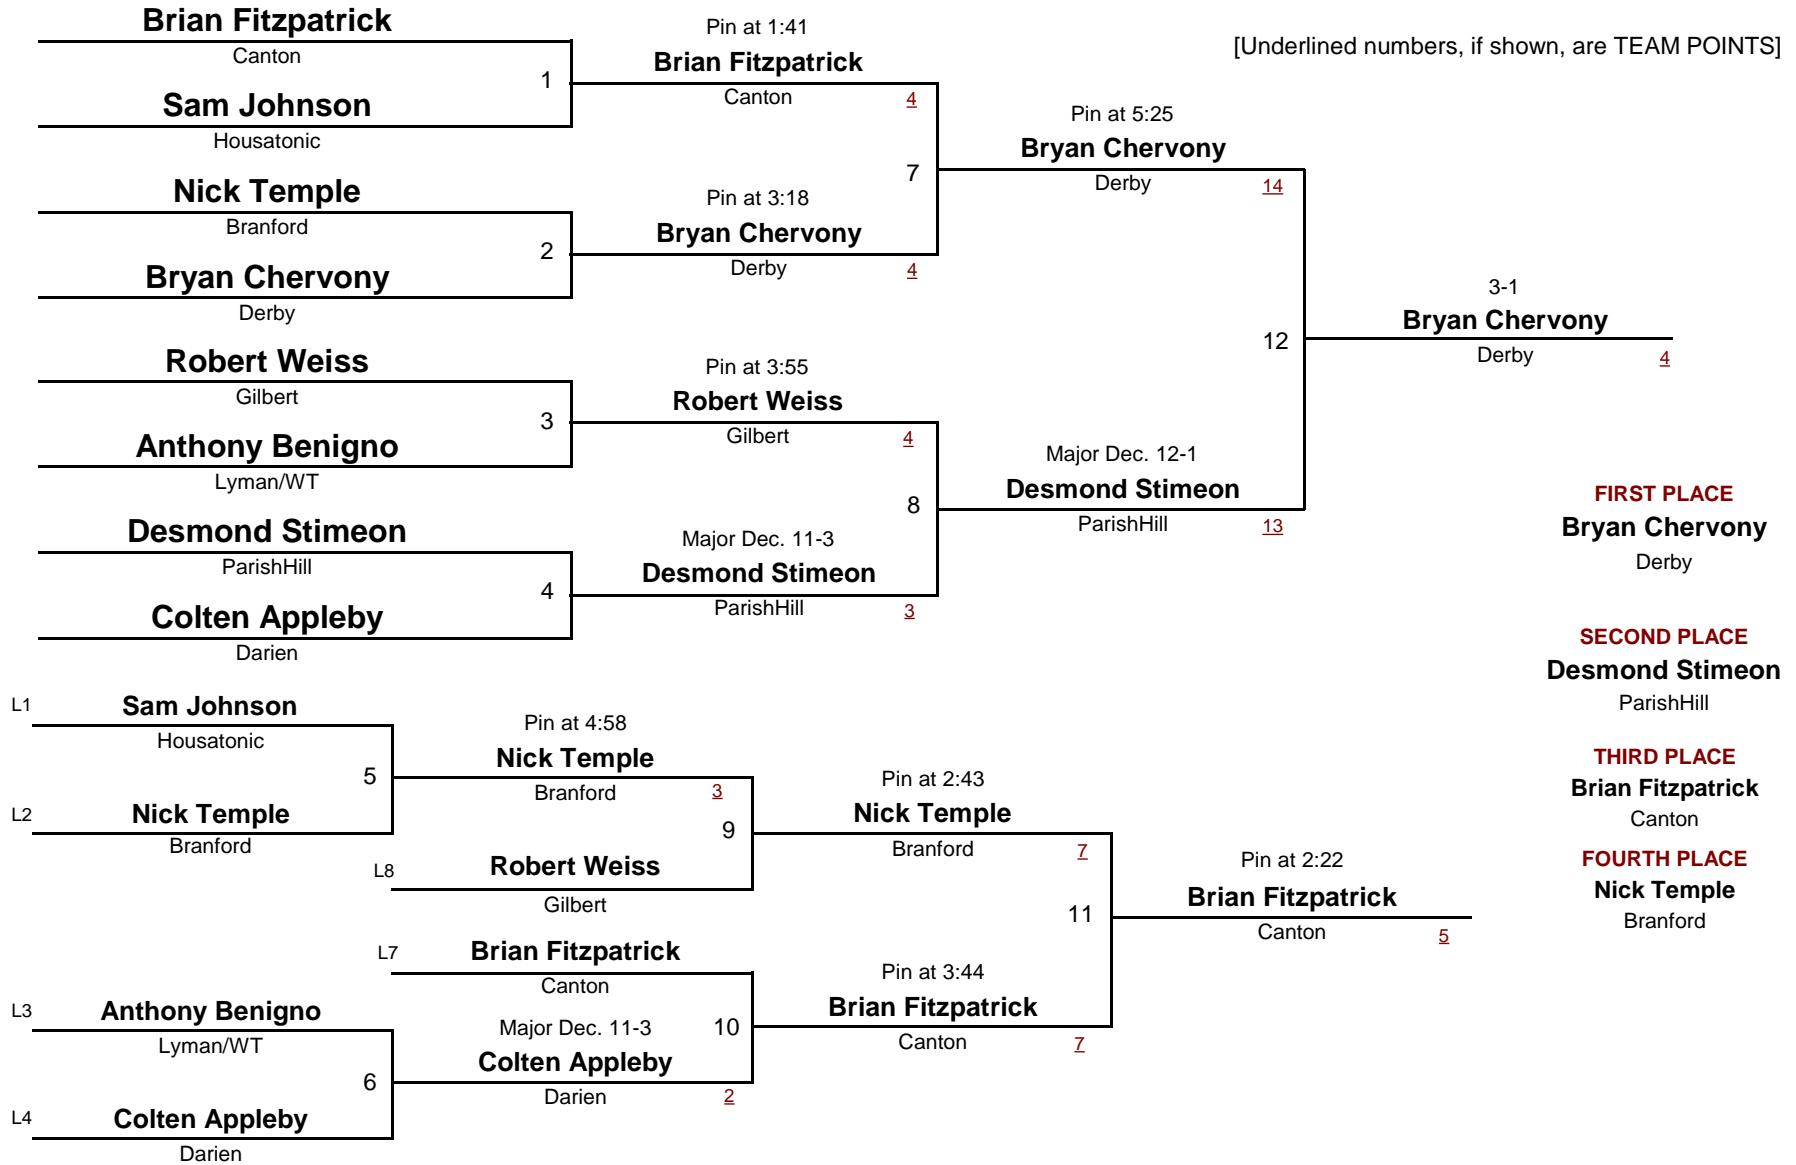 Brian Fitzpatrick
Canton
1
Sam Johnson
Housatonic
Nick Temple
Branford
2
Bryan Chervony
Derby
Robert Weiss
Gilbert
3
Anthony Benigno
Lyman/WT
Desmond Stimeon
ParishHill
4
Colten Appleby
Darien
Pin at 1:41
Brian Fitzpatrick
Canton
4
7
Pin at 3:18
Bryan Chervony
Derby
4
Pin at 3:55
Robert Weiss
Gilbert
4
8
Major Dec. 11-3
Desmond Stimeon
ParishHill
3
[Underlined numbers, if shown, are TEAM POINTS]
Pin at 5:25
Bryan Chervony
Derby
14
12
Major Dec. 12-1
Desmond Stimeon
ParishHill
13
3-1
Bryan Chervony
Derby
4
FIRST PLACE
Bryan Chervony
Derby
SECOND PLACE
Desmond Stimeon
ParishHill
THIRD PLACE
Brian Fitzpatrick
Canton
FOURTH PLACE
Nick Temple
Branford
L1
Sam Johnson
Housatonic
5
L2
Nick Temple
Branford
L3
Anthony Benigno
Lyman/WT
6
L4
Colten Appleby
Darien
Pin at 4:58
Nick Temple
Branford
3
9
L8
Robert Weiss
Gilbert
L7
Brian Fitzpatrick
Canton
10
Major Dec. 11-3
Colten Appleby
Darien
2
Pin at 2:43
Nick Temple
Branford
7
11
Pin at 3:44
Brian Fitzpatrick
Canton
7
Pin at 2:22
Brian Fitzpatrick
Canton
5